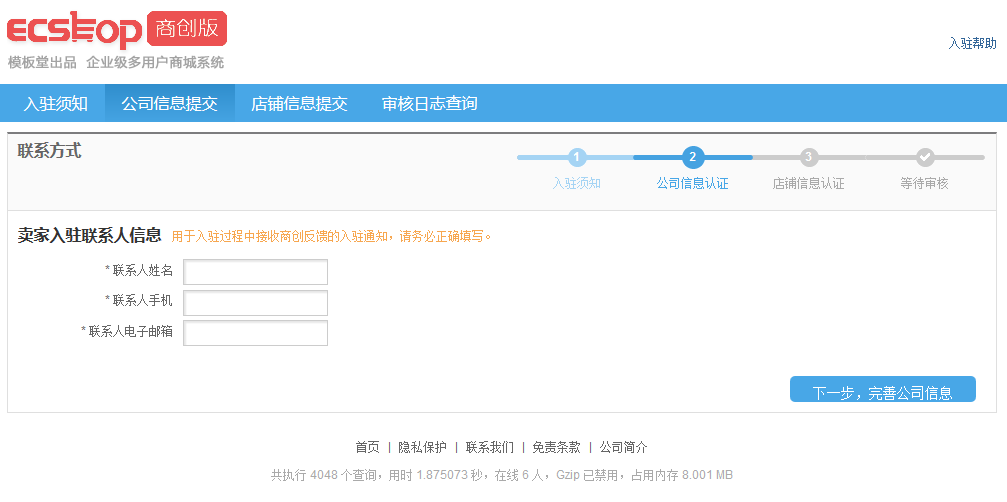 ECSHOP 商创版
模板堂出品 企业级多用户商城系统
入驻帮助
入驻须知 公司信息提交 店铺信息提交 审核日志查询
联系方式
1 2 3
入驻须知 公司信息认证 店铺信息认证 等待审核
卖家入驻联系人信息 用于入驻过程中接收商创反馈的入驻通知，请务必正确填写。
* 联系人姓名
* 联系人手机
* 联系人电子邮箱
下一步，完善公司信息
首页 | 隐私保护 | 联系我们 | 免责条款 | 公司简介
共执行 4048 个查询，用时 1.875073 秒，在线 6 人，Gzip 已禁用，占用内存 8.001 MB